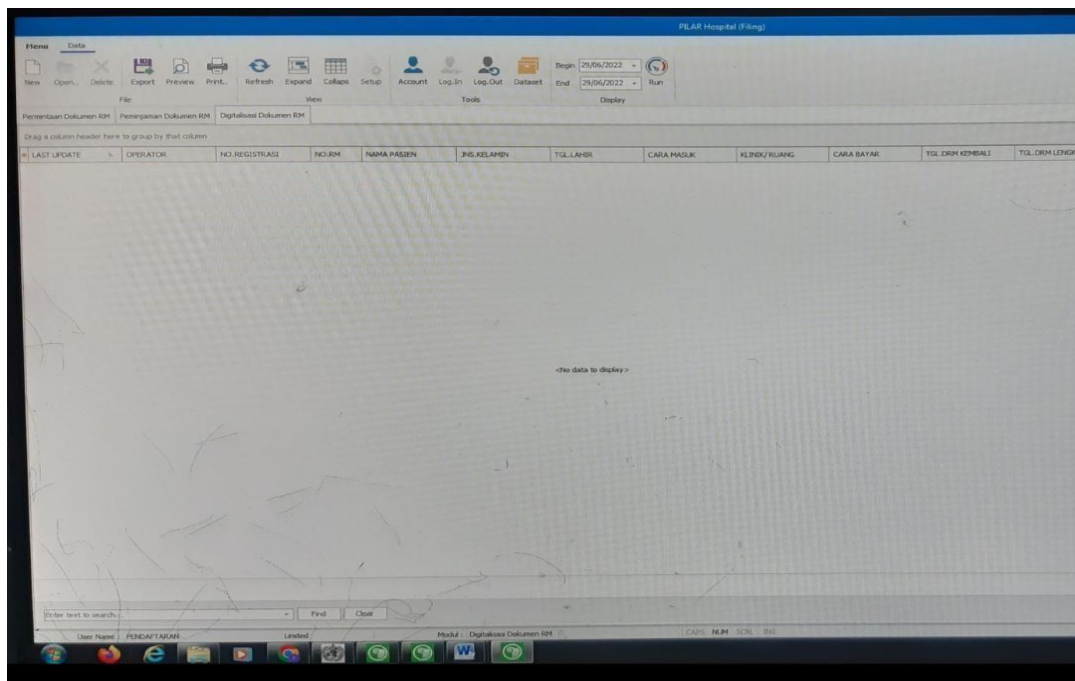 PILAR Hospital (Filing)
Menu Data
New Open... Delete Export Preview Print... Refresh Expand Collaps Setup Account Log.In Log.Out Dataset Begin 29/06/2022 End 29/06/2022 Run
File View Tools Display
Permintaan Dokumen RM Peminjaman Dokumen RM Digitalisasi Dokumen RM
Drag a column header here to group by that column
LAST UPDATE OPERATOR NO.REGISTRASI NO.RM NAMA PASIEN JNS.KELAMIN TGL.LAHIR CARA MASUK KLINIK/RUANG CARA BAYAR TGL.DRM KEMBALI TGL.DRM LENGK
<No data to display>
Enter text to search... Find Clear
User Name : PENDAFTARAN Limited Modul : Digitalisasi Dokumen RM CAPS NUM SCRL INS